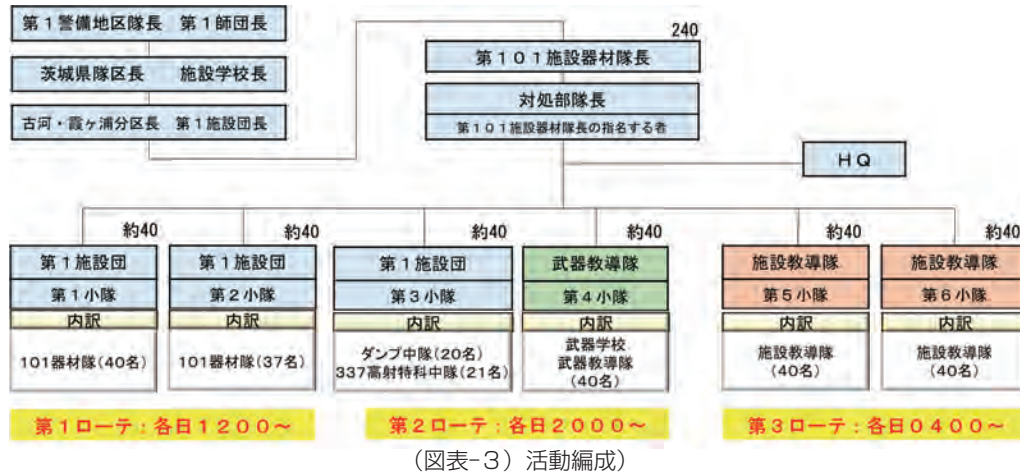 第1警備地区隊長 第1師団長
茨城県隊区長 施設学校長
古河・霞ヶ浦分区長 第1施設団長
240
第101施設器材隊長
対処部隊長
第101施設器材隊長の指名する者
HQ
約40 約40 約40 約40 約40 約40
第1施設団 第1施設団 第1施設団 武器教導隊 施設教導隊 施設教導隊
第1小隊 第2小隊 第3小隊 第4小隊 第5小隊 第6小隊
内訳 内訳 内訳 内訳 内訳 内訳
101器材隊(40名)
101器材隊(37名)
ダンプ中隊(20名)
337高射特科中隊(21名)
武器学校
武器教導隊
(40名)
施設教導隊
(40名)
施設教導隊
(40名)
第1ローテ:各日1200~ 第2ローテ:各日2000~ 第3ローテ:各日0400~
(図表-3)活動編成)